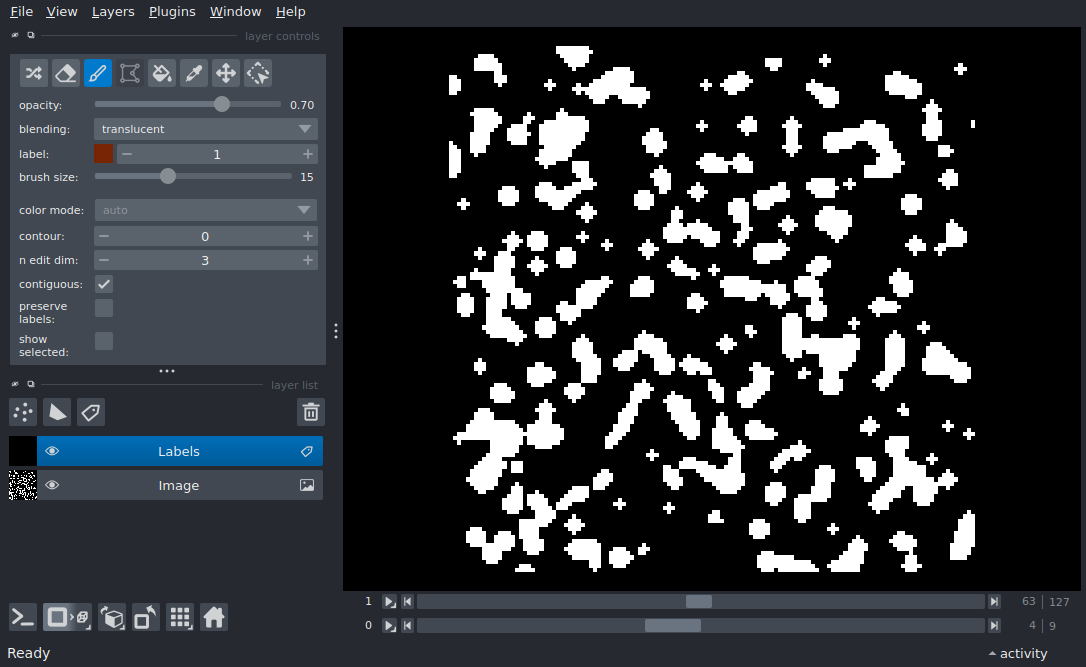 File View Layers Plugins Window Help
layer controls
opacity: 0.70
blending: translucent
label: 1
brush size: 15
color mode: auto
contour: 0
n edit dim: 3
contiguous:
preserve
labels:
show
selected:
layer list
Labels
Image
1 63 | 127
0 4 | 9
Ready activity